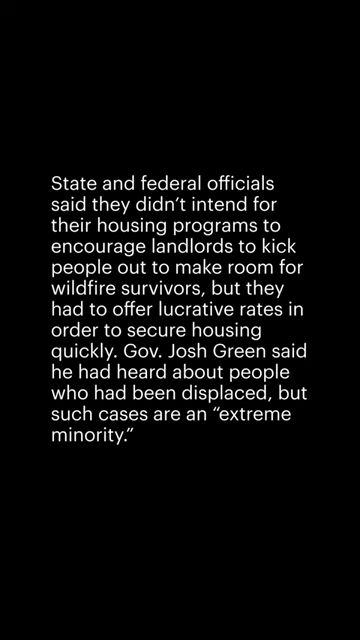 State and federal officials
said they didn’t intend for
their housing programs to
encourage landlords to kick
people out to make room for
wildfire survivors, but they
had to offer lucrative rates in
order to secure housing
quickly. Gov. Josh Green said
he had heard about people
who had been displaced, but
such cases are an “extreme
minority.”